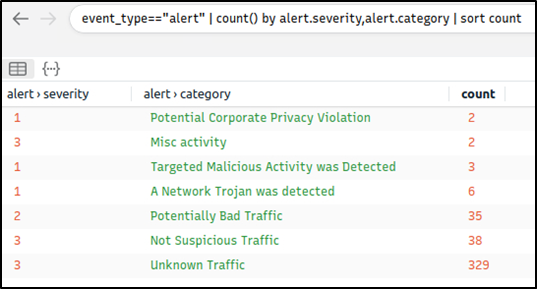 event_type=="alert" | count() by alert.severity,alert.category | sort count
{···}
alert › severity alert › category count
1 Potential Corporate Privacy Violation 2
3 Misc activity 2
1 Targeted Malicious Activity was Detected 3
1 A Network Trojan was detected 6
2 Potentially Bad Traffic 35
3 Not Suspicious Traffic 38
3 Unknown Traffic 329